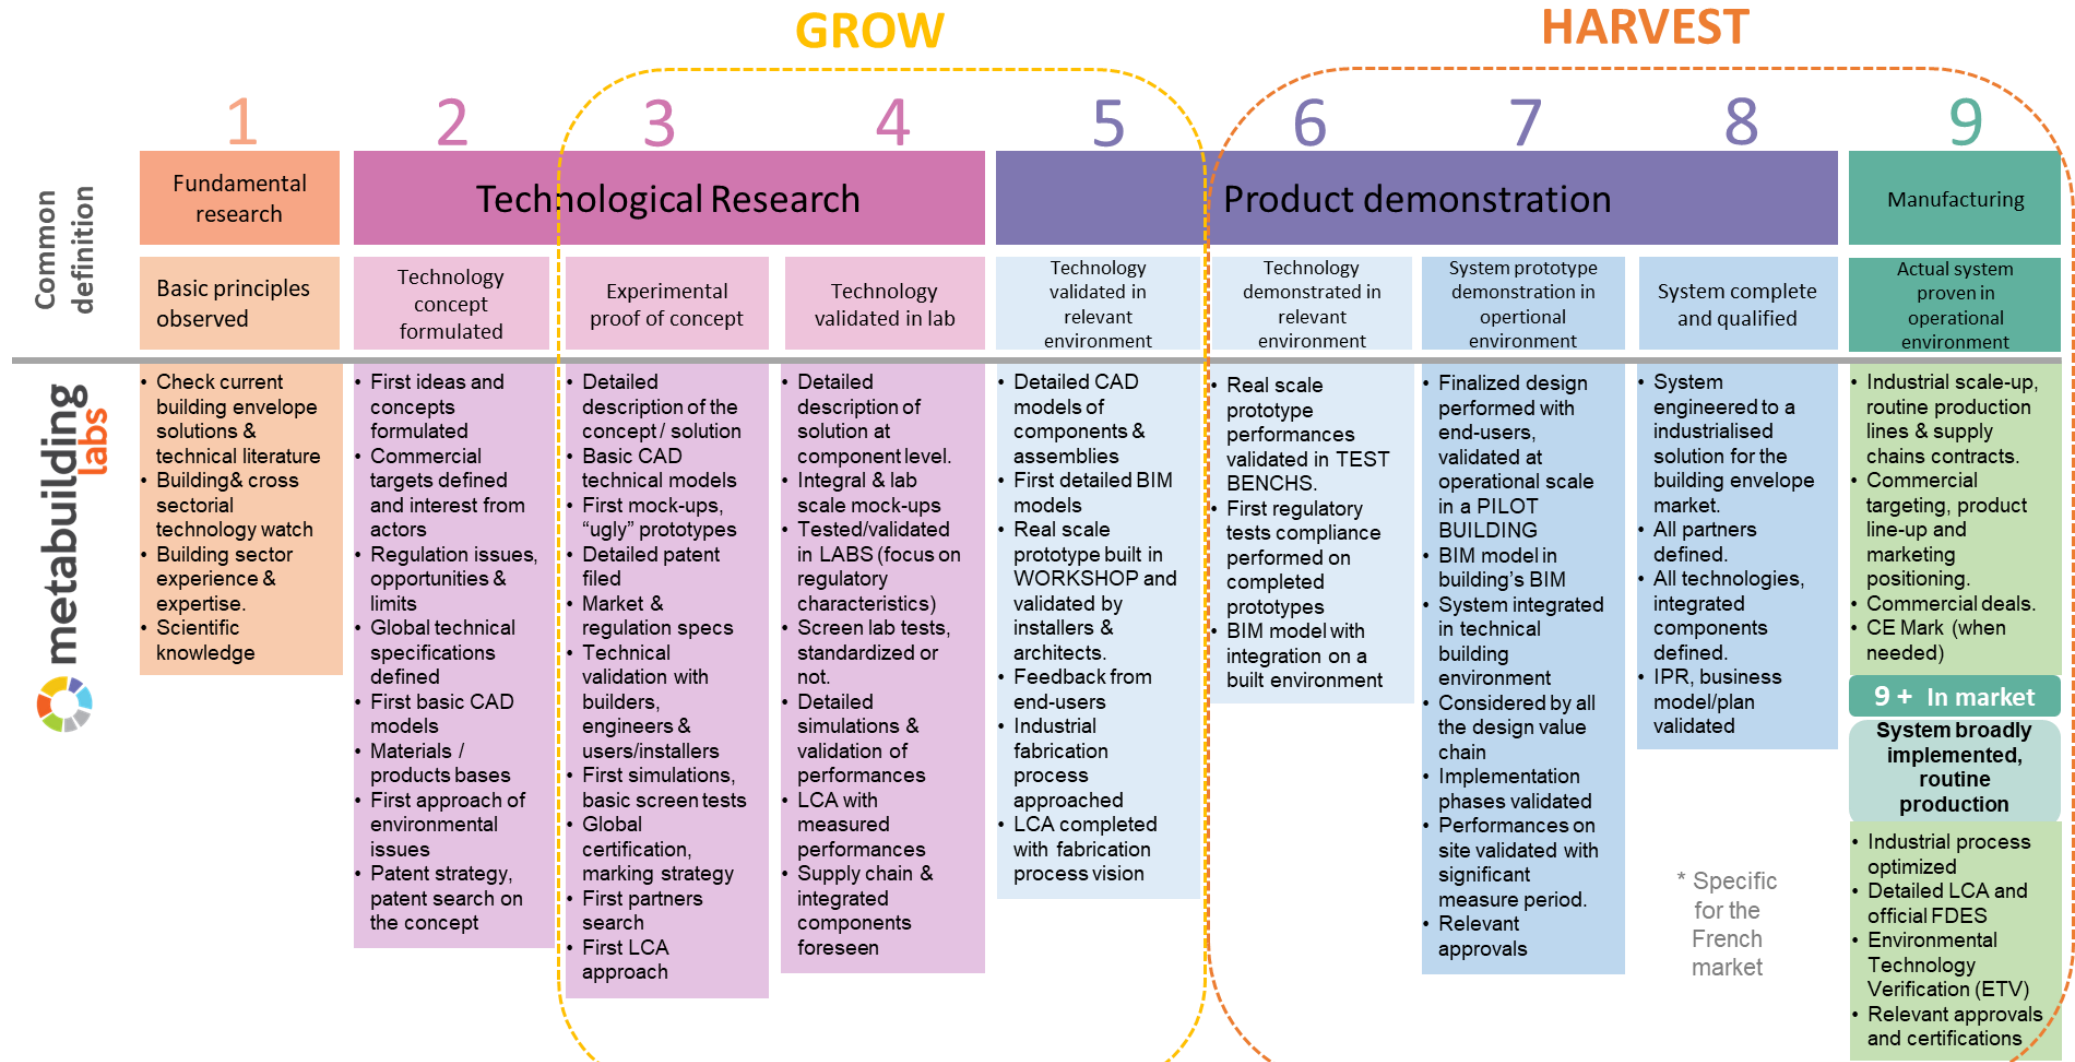 GROW
HARVEST
1
2
3
4
5
6
7
8
9
Common
definition
Fundamental
research
Technological Research
Product demonstration
Manufacturing
Basic principles
observed
Technology
concept
formulated
Experimental
proof of concept
Technology
validated in lab
Technology
validated in
relevant
environment
Technology
demonstrated in
relevant
environment
System prototype
demonstration in
opertional
environment
System complete
and qualified
Actual system
proven in
operational
environment
metabuilding
labs
• Check current
building envelope
solutions &
technical literature
• Building& cross
sectorial
technology watch
• Building sector
experience &
expertise.
• Scientific
knowledge
• First ideas and
concepts
formulated
• Commercial
targets defined
and interest from
actors
• Regulation issues,
opportunities &
limits
• Global technical
specifications
defined
• First basic CAD
models
• Materials /
products bases
• First approach of
environmental
issues
• Patent strategy,
patent search on
the concept
• Detailed
description of the
concept / solution
• Basic CAD
technical models
• First mock-ups,
“ugly” prototypes
• Detailed patent
filed
• Market &
regulation specs
• Technical
validation with
builders,
engineers &
users/installers
• First simulations,
basic screen tests
• Global
certification,
marking strategy
• First partners
search
• First LCA
approach
• Detailed
description of
solution at
component level.
• Integral & lab
scale mock-ups
• Tested/validated
in LABS (focus on
regulatory
characteristics)
• Screen lab tests,
standardized or
not.
• Detailed
simulations &
validation of
performances
• LCA with
measured
performances
• Supply chain &
integrated
components
foreseen
• Detailed CAD
models of
components &
assemblies
• First detailed BIM
models
• Real scale
prototype built in
WORKSHOP and
validated by
installers &
architects.
• Feedback from
end-users
• Industrial
fabrication
process
approached
• LCA completed
with fabrication
process vision
• Real scale
prototype
performances
validated in TEST
BENCHS.
• First regulatory
tests compliance
performed on
completed
prototypes
• BIM model with
integration on a
built environment
• Finalized design
performed with
end-users,
validated at
operational scale
in a PILOT
BUILDING
• BIM model in
building’s BIM
• System integrated
in technical
building
environment
• Considered by all
the design value
chain
• Implementation
phases validated
• Performances on
site validated with
significant
measure period.
• Relevant
approvals
• System
engineered to a
industrialised
solution for the
building envelope
market.
• All partners
defined.
• All technologies,
integrated
components
defined.
• IPR, business
model/plan
validated
* Specific
for the
French
market
• Industrial scale-up,
routine production
lines & supply
chains contracts.
• Commercial
targeting, product
line-up and
marketing
positioning.
• Commercial deals.
• CE Mark (when
needed)
9 + In market
System broadly
implemented,
routine
production
• Industrial process
optimized
• Detailed LCA and
official FDES
• Environmental
Technology
Verification (ETV)
• Relevant approvals
and certifications